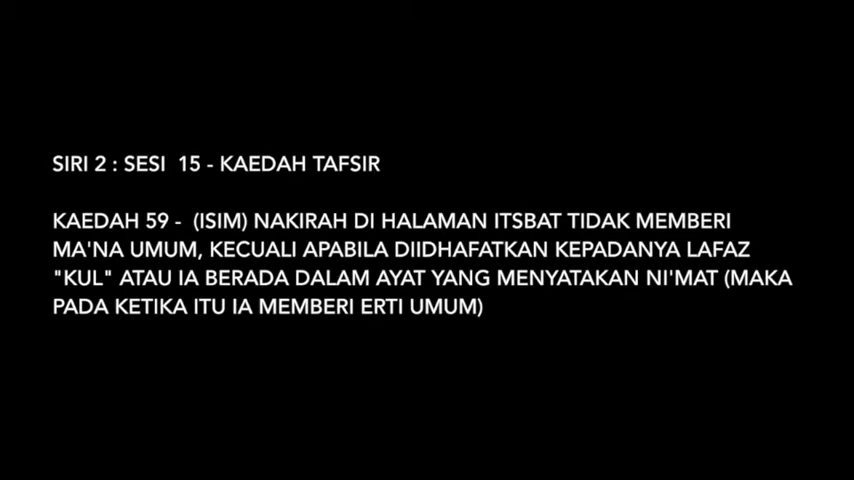 SIRI 2 : SESI  15 - KAEDAH TAFSIR
KAEDAH 59 -  (ISIM) NAKIRAH DI HALAMAN ITSBAT TIDAK MEMBERI
MA'NA UMUM, KECUALI APABILA DIIDHAFATKAN KEPADANYA LAFAZ
"KUL" ATAU IA BERADA DALAM AYAT YANG MENYATAKAN NI'MAT (MAKA
PADA KETIKA ITU IA MEMBERI ERTI UMUM)